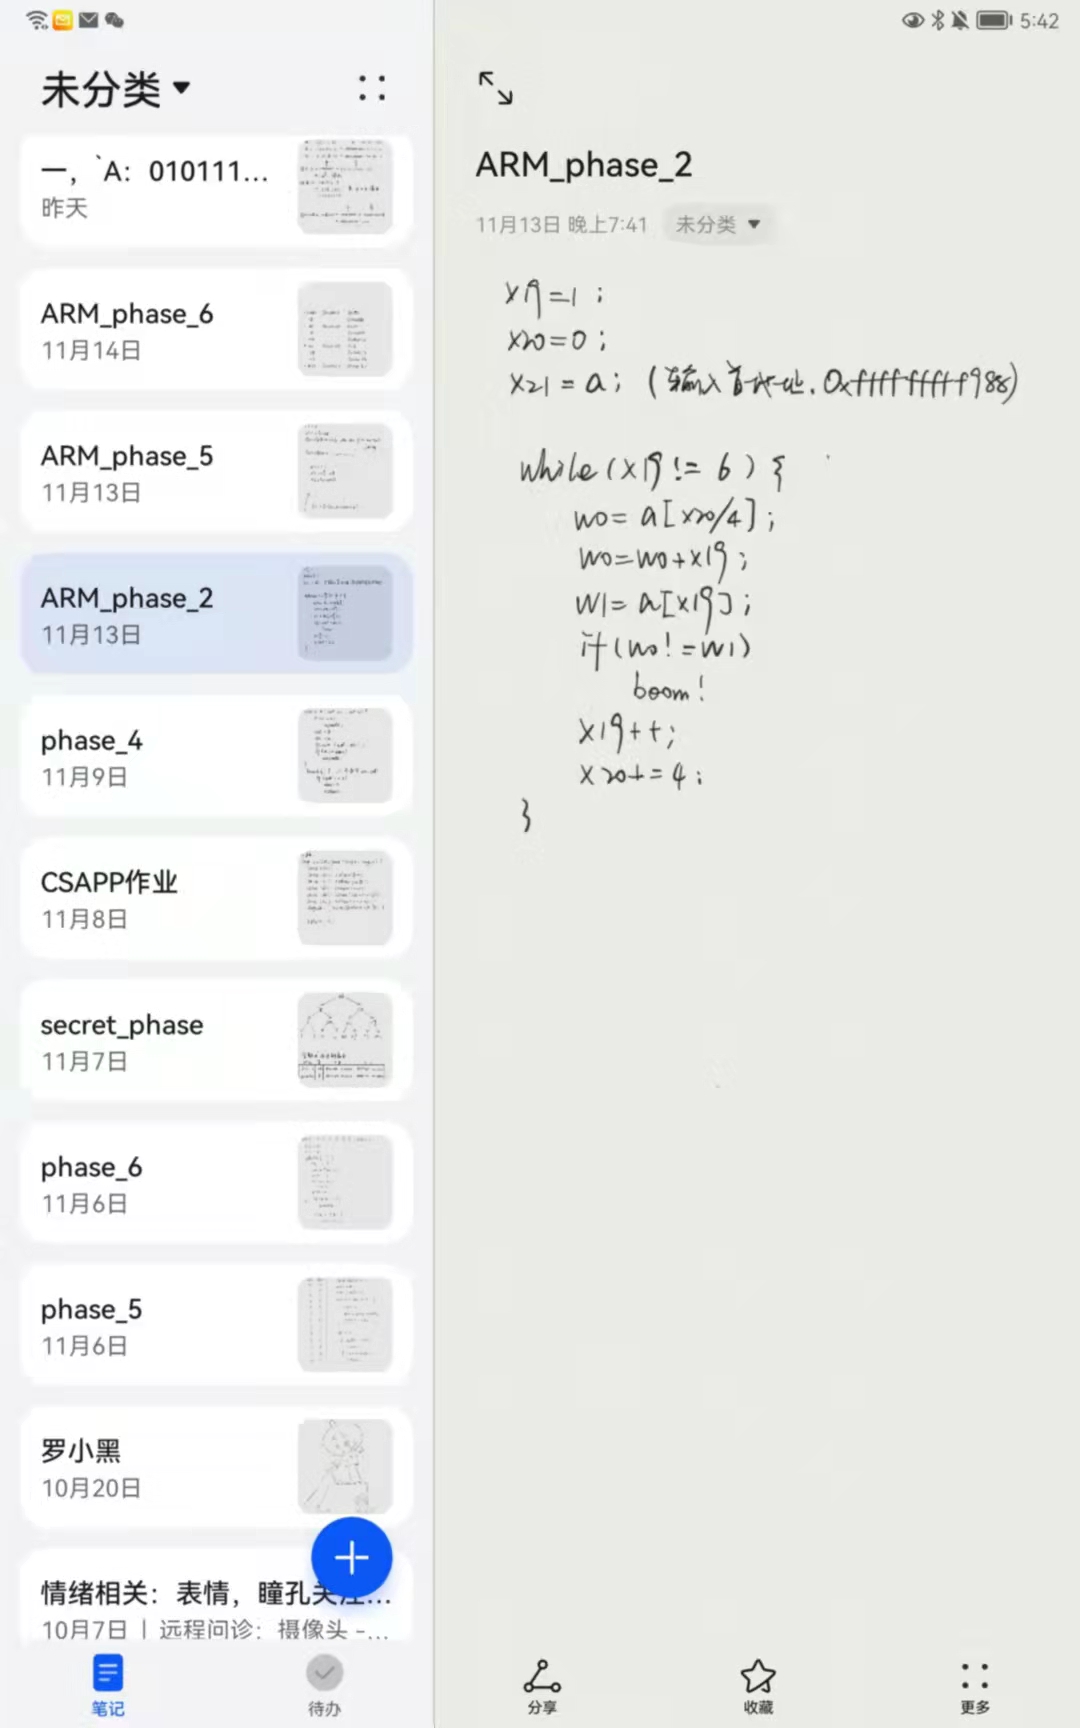 5:42
未分类
一，`A：010111...
昨天
ARM_phase_6
11月14日
ARM_phase_5
11月13日
ARM_phase_2
11月13日
phase_4
11月9日
CSAPP作业
11月8日
secret_phase
11月7日
phase_6
11月6日
phase_5
11月6日
罗小黑
10月20日
情绪相关：表情，瞳孔关注...
10月7日 | 远程问诊：摄像头 -...
笔记
待办
ARM_phase_2
11月13日 晚上7:41 未分类
x19=1;
x20=0;
x21=a; (输入首地址.0xfffffffff988)
while(x19!=6){
w0=a[x20/4];
w0=w0+x19;
w1=a[x19];
if(w0!=w1)
boom!
x19++;
x20+=4;
}
分享
收藏
更多